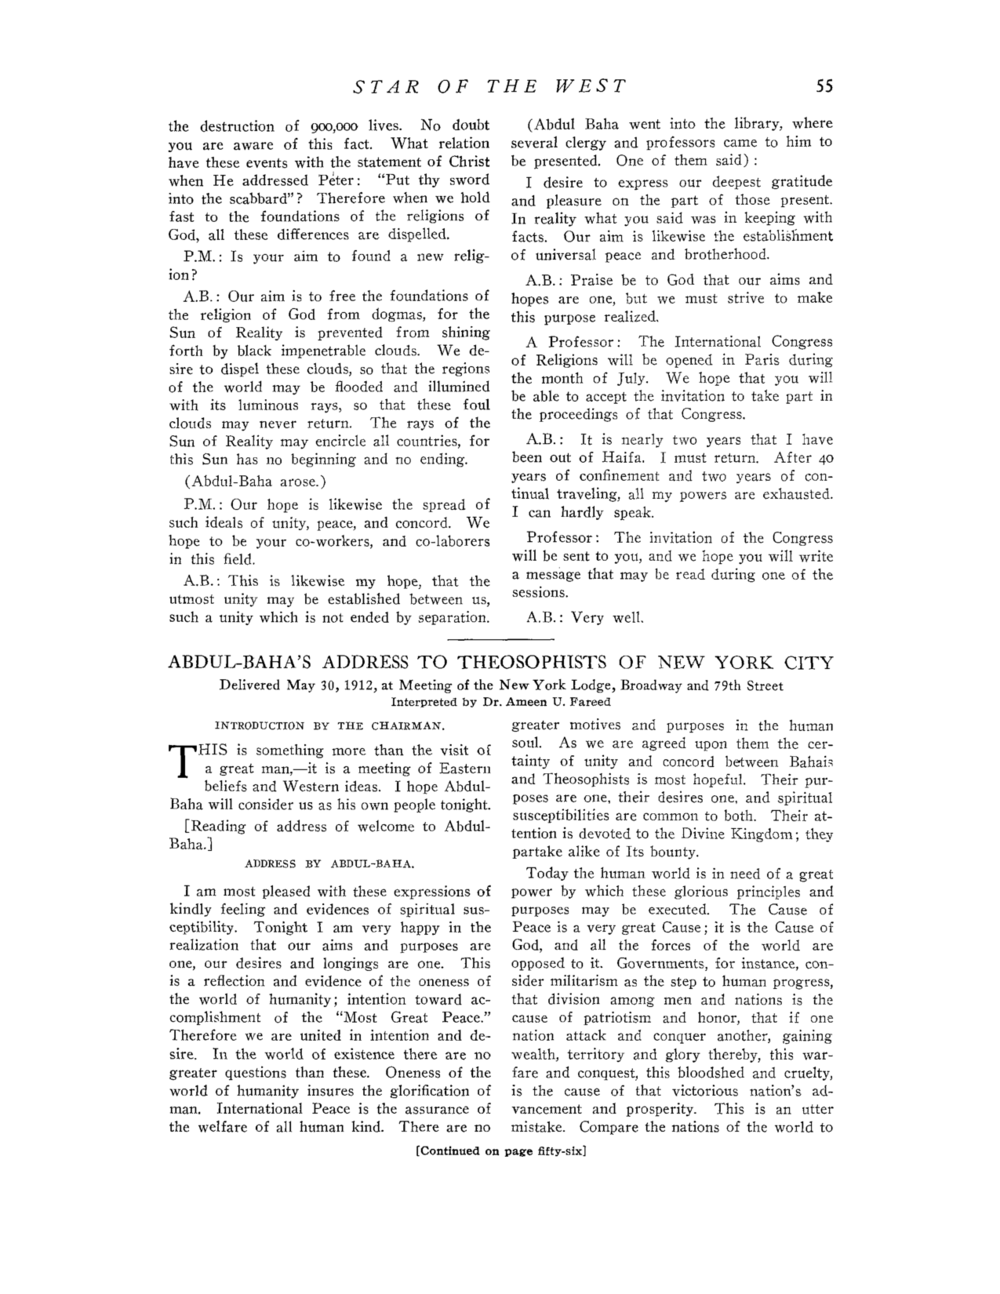 STAR OF THE WEST 55
the destruction of 900,000 lives. No doubt
you are aware of this fact. What relation
have these events with the statement of Christ
when He addressed Peter: "Put thy sword
into the scabbard"? Therefore when we hold
fast to the foundations of the religions of
God, all these differences are dispelled.
P.M.: Is your aim to found a new relig-
ion?
A.B.: Our aim is to free the foundations of
the religion of God from dogmas, for the
Sun of Reality is prevented from shining
forth by black impenetrable clouds. We de-
sire to dispel these clouds, so that the regions
of the world may be flooded and illumined
with its luminous rays, so that these foul
clouds may never return. The rays of the
Sun of Reality may encircle all countries, for
this Sun has no beginning and no ending.
(Abdul-Baha arose.)
P.M.: Our hope is likewise the spread of
such ideals of unity, peace, and concord. We
hope to be your co-workers, and co-laborers
in this field.
A.B.: This is likewise my hope, that the
utmost unity may be established between us,
such a unity which is not ended by separation.
(Abdul Baha went into the library, where
several clergy and professors came to him to
be presented. One of them said):
I desire to express our deepest gratitude
and pleasure on the part of those present.
In reality what you said was in keeping with
facts. Our aim is likewise the establishment
of universal peace and brotherhood.
A.B.: Praise be to God that our aims and
hopes are one, but we must strive to make
this purpose realized.
A Professor: The International Congress
of Religions will be opened in Paris during
the month of July. We hope that you will
be able to accept the invitation to take part in
the proceedings of that Congress.
A.B.: It is nearly two years that I have
been out of Haifa. I must return. After 40
years of confinement and two years of con-
tinual traveling, all my powers are exhausted.
I can hardly speak.
Professor: The invitation of the Congress
will be sent to you, and we hope you will write
a message that may be read during one of the
sessions.
A.B.: Very well.
ABDUL-BAHA'S ADDRESS TO THEOSOPHISTS OF NEW YORK CITY
Delivered May 30, 1912, at Meeting of the New York Lodge, Broadway and 79th Street
Interpreted by Dr. Ameen U. Fareed
INTRODUCTION BY THE CHAIRMAN.
THIS is something more than the visit of
a great man,—it is a meeting of Eastern
beliefs and Western ideas. I hope Abdul-
Baha will consider us as his own people tonight.
[Reading of address of welcome to Abdul-
Baha.]
ADDRESS BY ABDUL-BAHA.
I am most pleased with these expressions of
kindly feeling and evidences of spiritual sus-
ceptibility. Tonight I am very happy in the
realization that our aims and purposes are
one, our desires and longings are one. This
is a reflection and evidence of the oneness of
the world of humanity; intention toward ac-
complishment of the "Most Great Peace."
Therefore we are united in intention and de-
sire. In the world of existence there are no
greater questions than these. Oneness of the
world of humanity insures the glorification of
man. International Peace is the assurance of
the welfare of all human kind. There are no
greater motives and purposes in the human
soul. As we are agreed upon them the cer-
tainty of unity and concord between Bahais
and Theosophists is most hopeful. Their pur-
poses are one, their desires one, and spiritual
susceptibilities are common to both. Their at-
tention is devoted to the Divine Kingdom; they
partake alike of Its bounty.
Today the human world is in need of a great
power by which these glorious principles and
purposes may be executed. The Cause of
Peace is a very great Cause; it is the Cause of
God, and all the forces of the world are
opposed to it. Governments, for instance, con-
sider militarism as the step to human progress,
that division among men and nations is the
cause of patriotism and honor, that if one
nation attack and conquer another, gaining
wealth, territory and glory thereby, this war-
fare and conquest, this bloodshed and cruelty,
is the cause of that victorious nation's ad-
vancement and prosperity. This is an utter
mistake. Compare the nations of the world to
[Continued on page fifty-six]